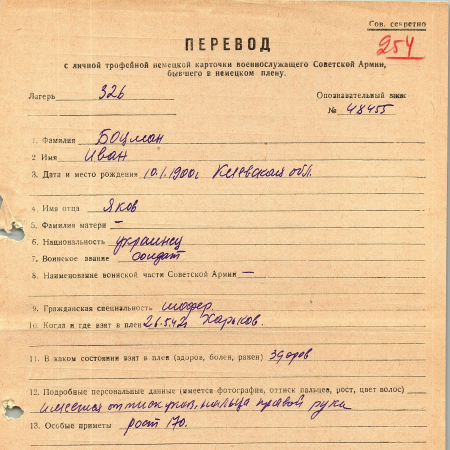 Сов. секретно
254
ПЕРЕВОД
с личной трофейной немецкой карточки военнослужащего Советской Армии,
бывшего в немецком плену.
Лагерь 326
Опознавательный знак
№ 48455
1. Фамилия Боцман
2 Имя Иван
3. Дата и место рождения 10.1.1900г Киевская обл.
4. Имя отца Яков
5. Фамилия матери —
6. Национальность украинец
7. Воинское звание солдат
8. Наименование воинской части Советской Армии —
9. Гражданская специальность шофер.
10. Когда и где взят в плен 26.5.42г Харьков.
11. В каком состоянии взят в плен (здоров, болен, ранен) здоров
12. Подробные персональные данные (имеется фотография, оттиск пальцев, рост, цвет волос)
имеется оттиск пальца правой руки
13. Особые приметы рост 170.